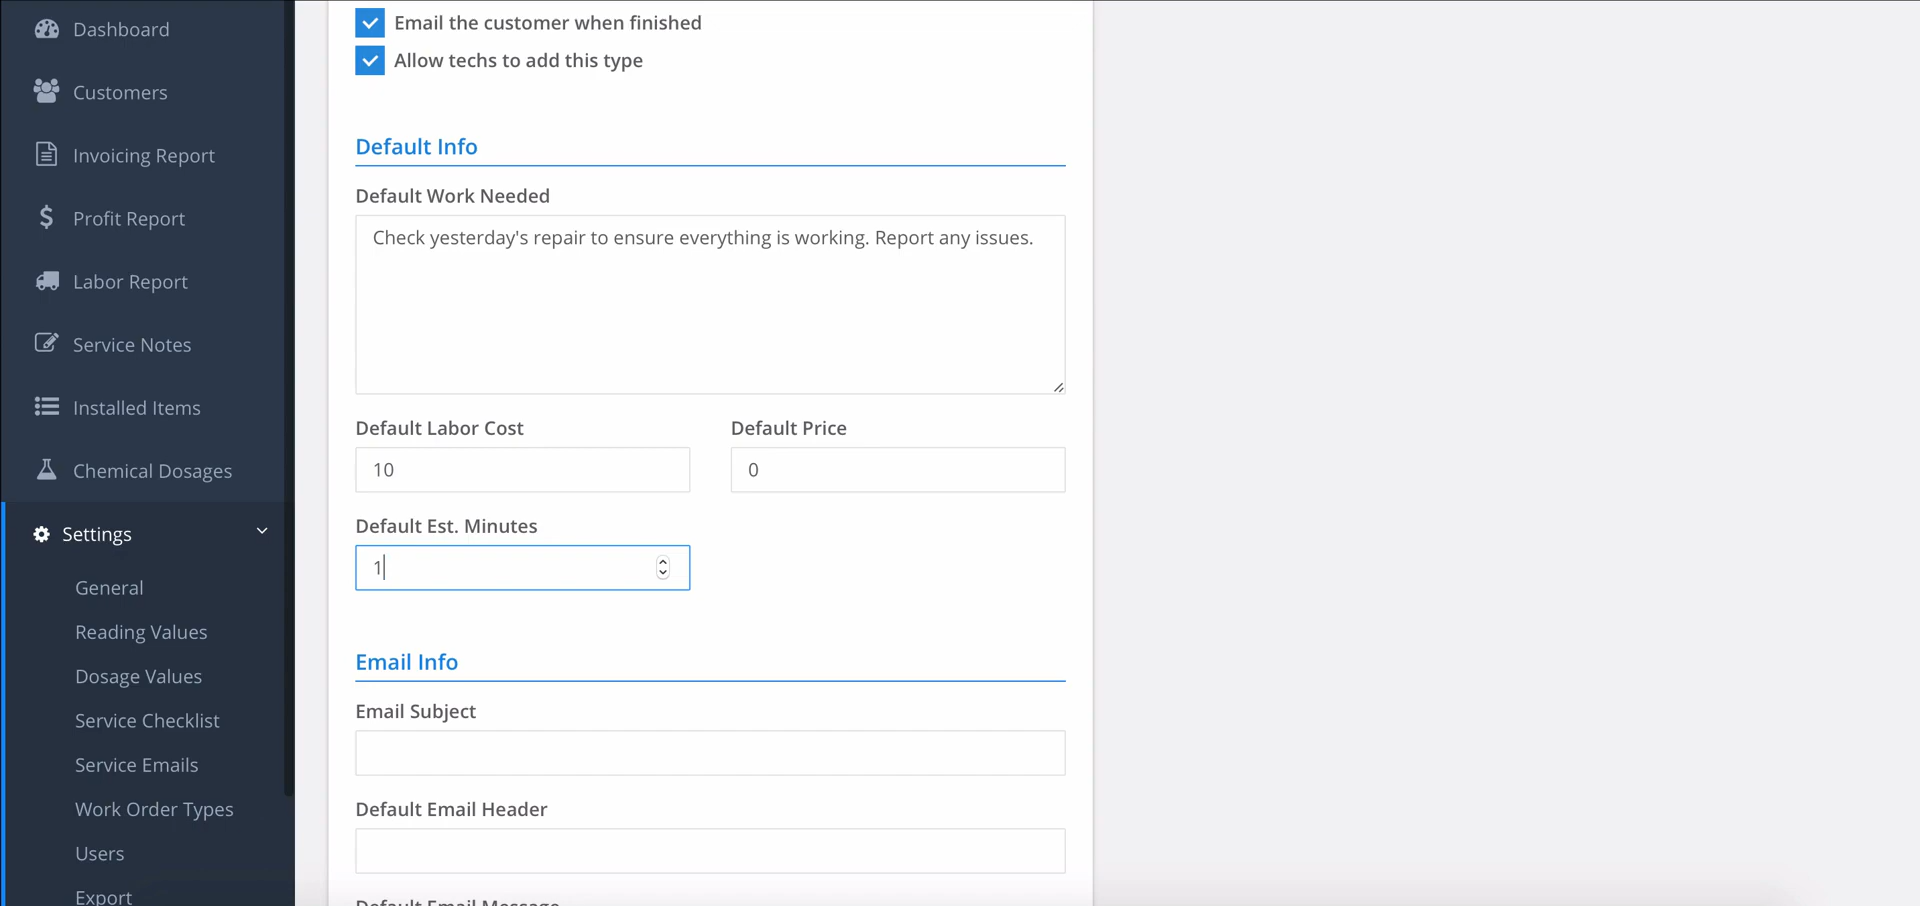 Dashboard
Customers
Invoicing Report
Profit Report
Labor Report
Service Notes
Installed Items
Chemical Dosages
Settings
General
Reading Values
Dosage Values
Service Checklist
Service Emails
Work Order Types
Users
Export
Email the customer when finished
Allow techs to add this type
Default Info
Default Work Needed
Check yesterday's repair to ensure everything is working. Report any issues.
Default Labor Cost
10
Default Price
0
Default Est. Minutes
1
Email Info
Email Subject
Default Email Header
Default Email Message